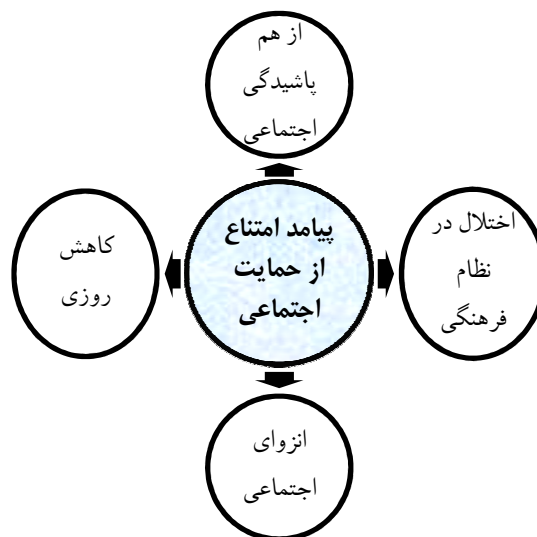 از هم
پاشیدگی
اجتماعی
پیامد امتناع
از حمایت
اجتماعی
اختلال در
نظام
فرهنگی
کاهش
روزی
انزوای
اجتماعی